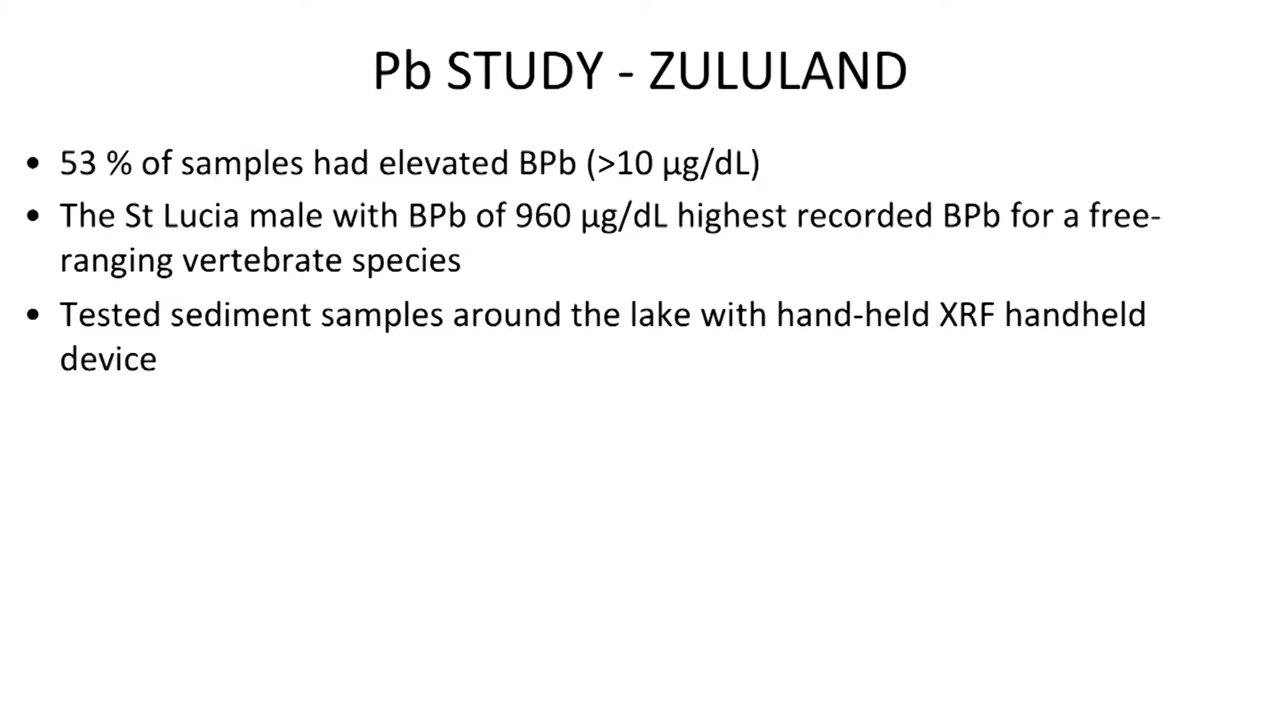 Pb STUDY - ZULULAND
• 53 % of samples had elevated BPb (>10 µg/dL)
• The St Lucia male with BPb of 960 µg/dL highest recorded BPb for a free-
ranging vertebrate species
• Tested sediment samples around the lake with hand-held XRF handheld
device